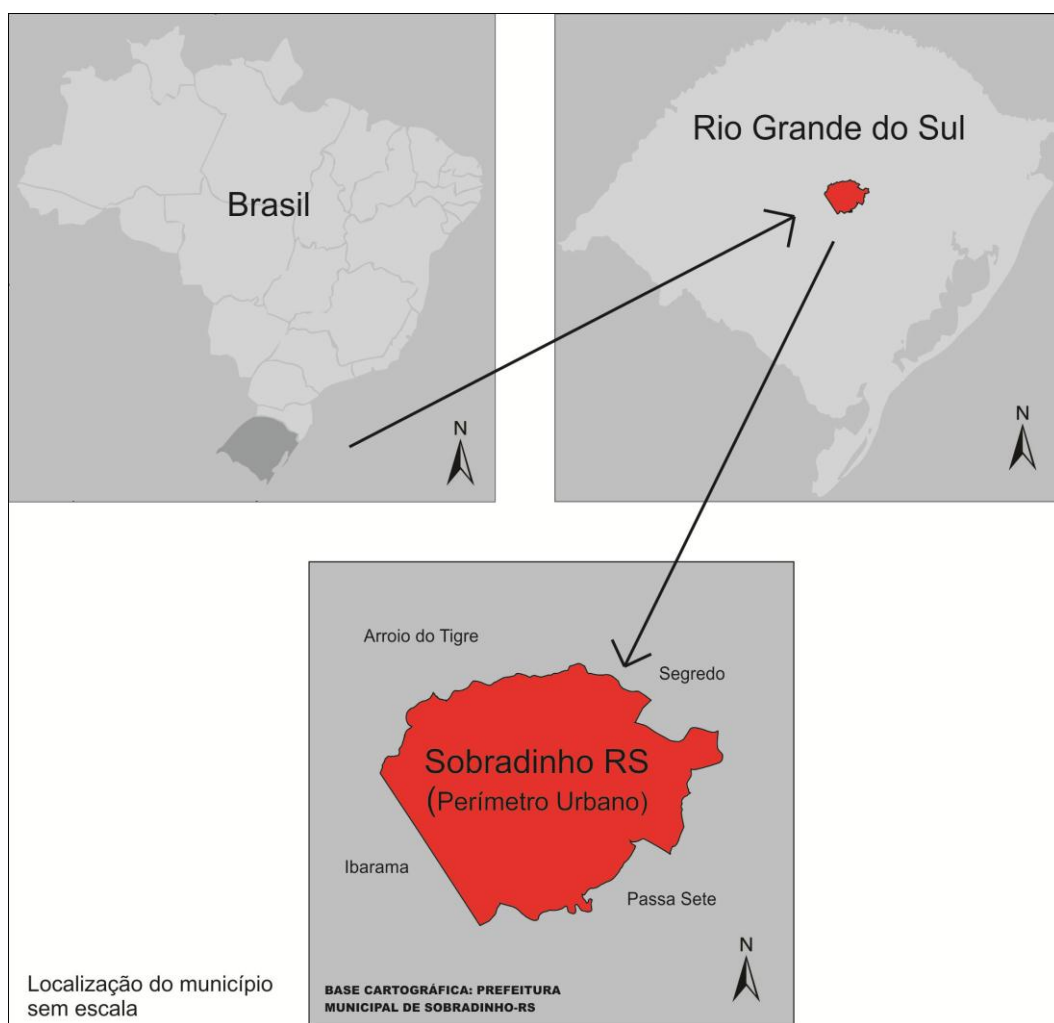 Brasil
N
Rio Grande do Sul
N
Arroio do Tigre
Segredo
Sobradinho RS
(Perímetro Urbano)
Ibarama
Passa Sete
N
BASE CARTOGRÁFICA: PREFEITURA
MUNICIPAL DE SOBRADINHO-RS
Localização do município
sem escala